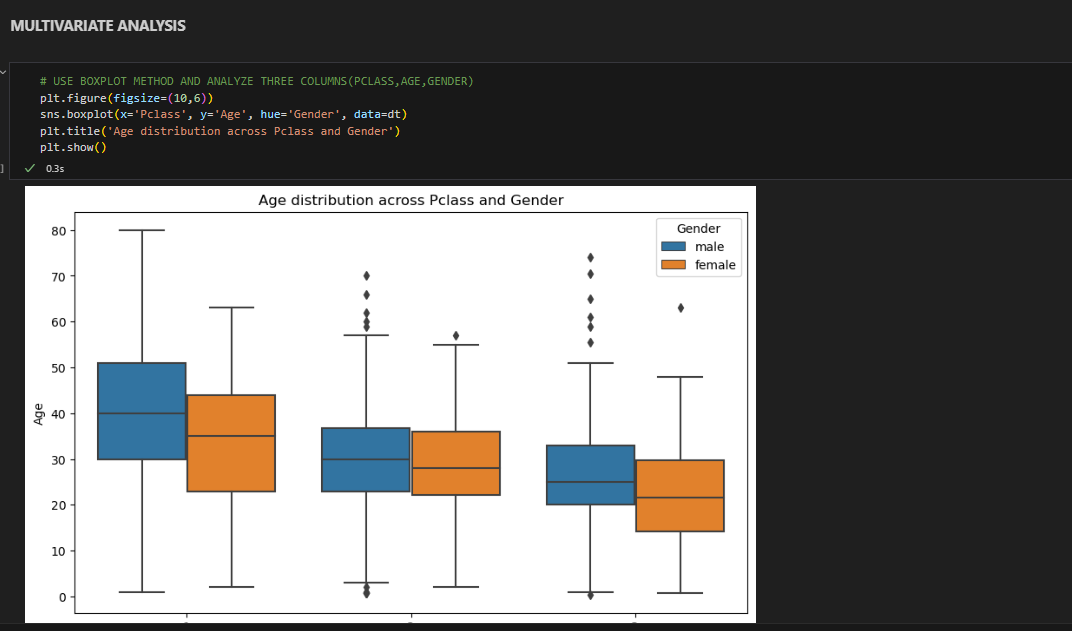 MULTIVARIATE ANALYSIS
# USE BOXPLOT METHOD AND ANALYZE THREE COLUMNS(PCLASS,AGE,GENDER)
plt.figure(figsize=(10,6))
sns.boxplot(x='Pclass', y='Age', hue='Gender', data=dt)
plt.title('Age distribution across Pclass and Gender')
plt.show()
]
0.3s
Age distribution across Pclass and Gender
Gender
male
female
80
70
60
50
40
30
20
10
0
Age